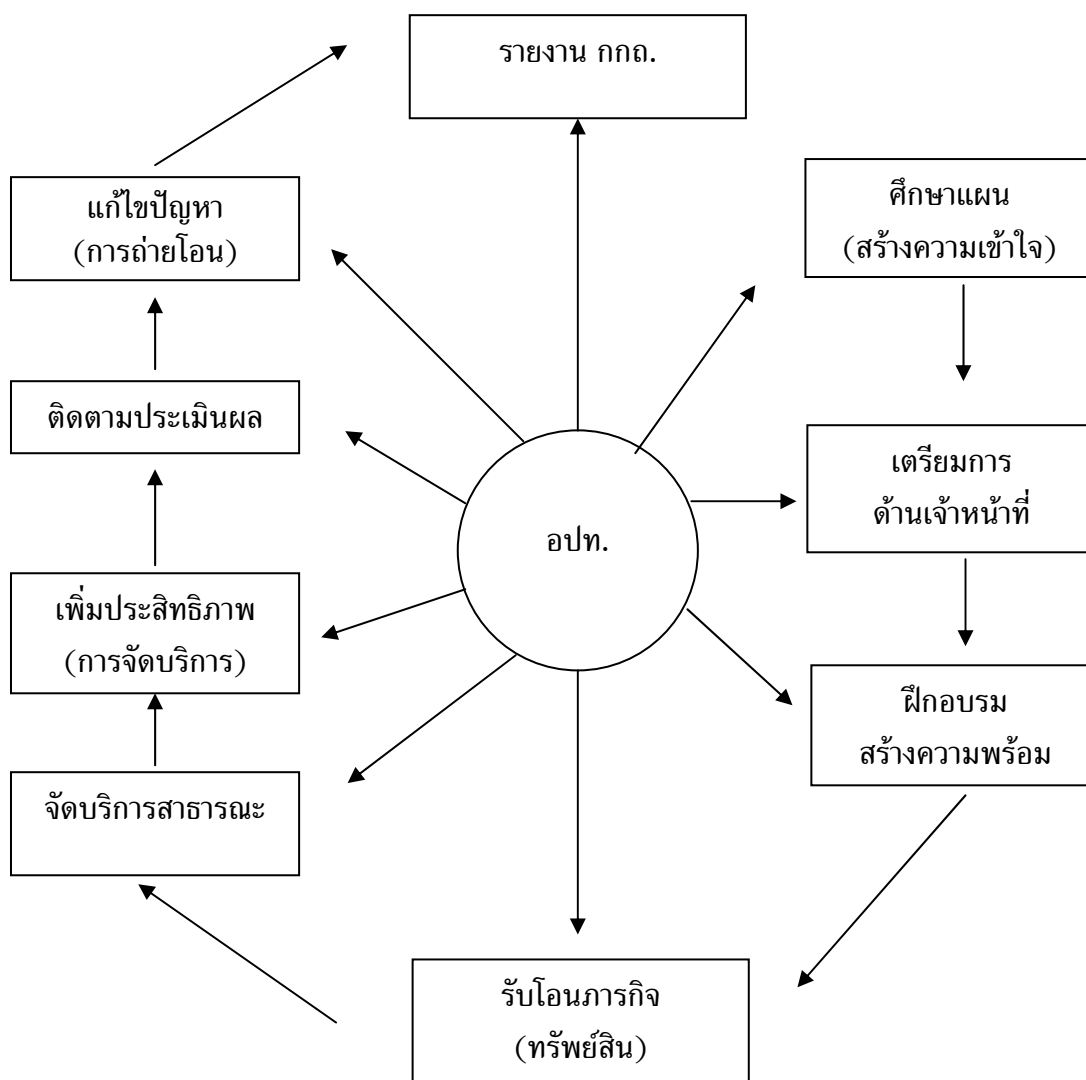 รายงาน กกถ.
ศึกษาแผน
(สร้างความเข้าใจ)
แก้ไขปัญหา
(การถ่ายโอน)
ติดตามประเมินผล
เตรียมการ
ด้านเจ้าหน้าที่
อปท.
เพิ่มประสิทธิภาพ
(การจัดบริการ)
ฝึกอบรม
สร้างความพร้อม
จัดบริการสาธารณะ
รับโอนภารกิจ
(ทรัพย์สิน)